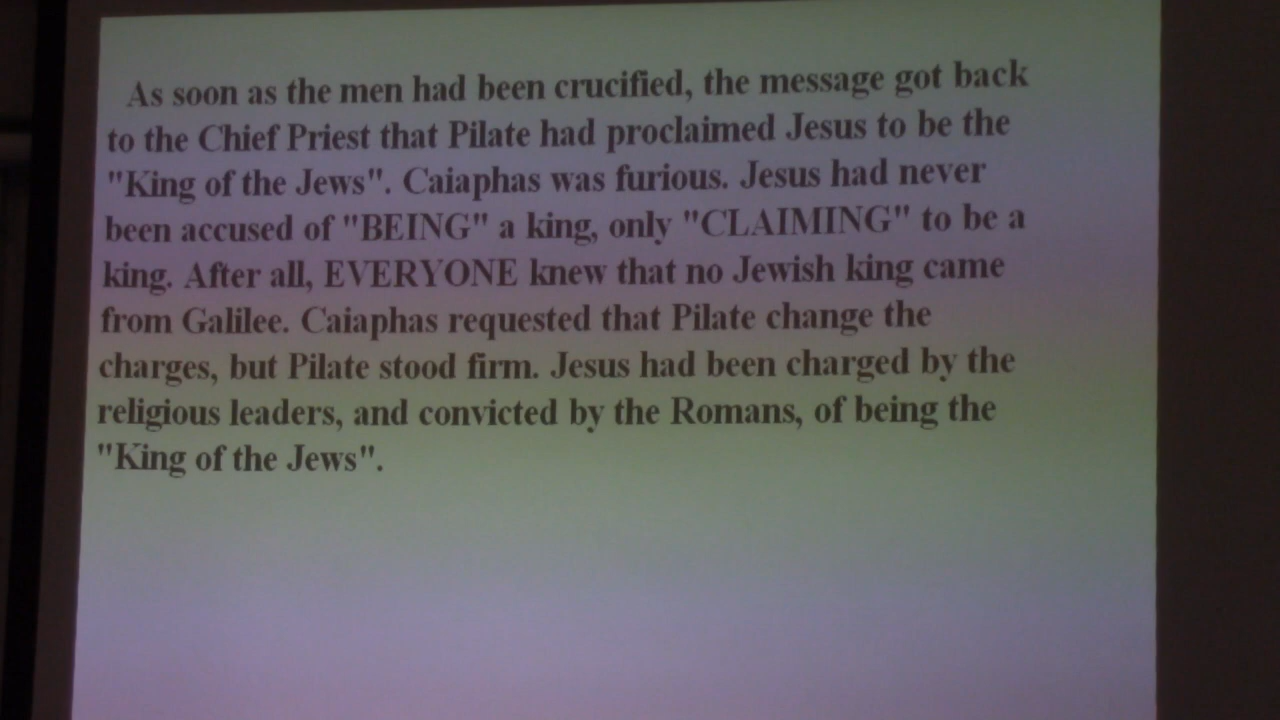 As soon as the men had been crucified, the message got back
to the Chief Priest that Pilate had proclaimed Jesus to be the
"King of the Jews". Caiaphas was furious. Jesus had never
been accused of "BEING" a king, only "CLAIMING" to be a
king. After all, EVERYONE knew that no Jewish king came
from Galilee. Caiaphas requested that Pilate change the
charges, but Pilate stood firm. Jesus had been charged by the
religious leaders, and convicted by the Romans, of being the
"King of the Jews".